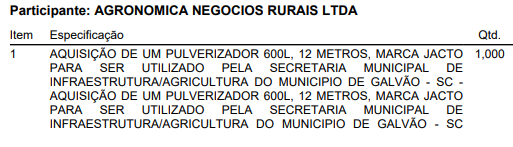 Participante: AGRONOMICA NEGOCIOS RURAIS LTDA
Item Especificação Qtd.
1 AQUISIÇÃO DE UM PULVERIZADOR 600L, 12 METROS, MARCA JACTO 1,000
PARA SER UTILIZADO PELA SECRETARIA MUNICIPAL DE
INFRAESTRUTURA/AGRICULTURA DO MUNICIPIO DE GALVÃO - SC -
AQUISIÇÃO DE UM PULVERIZADOR 600L, 12 METROS, MARCA JACTO
PARA SER UTILIZADO PELA SECRETARIA MUNICIPAL DE
INFRAESTRUTURA/AGRICULTURA DO MUNICIPIO DE GALVÃO - SC